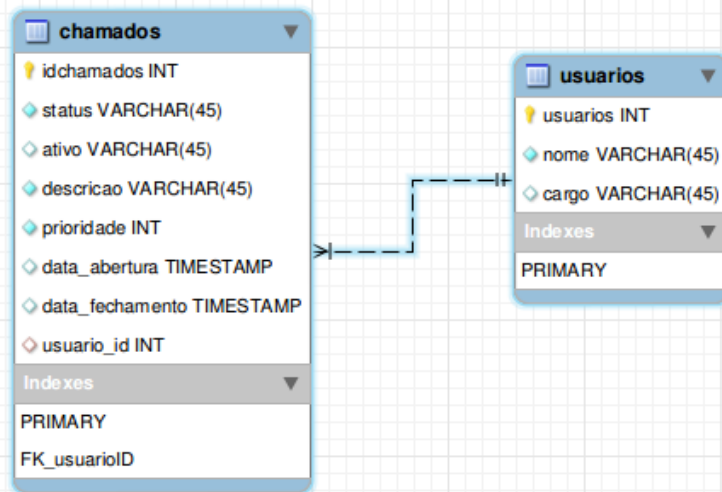 chamados
idchamados INT
status VARCHAR(45)
ativo VARCHAR(45)
descricao VARCHAR(45)
prioridade INT
data_abertura TIMESTAMP
data_fechamento TIMESTAMP
usuario_id INT
Indexes
PRIMARY
FK_usuarioID
usuarios
usuarios INT
nome VARCHAR(45)
cargo VARCHAR(45)
Indexes
PRIMARY